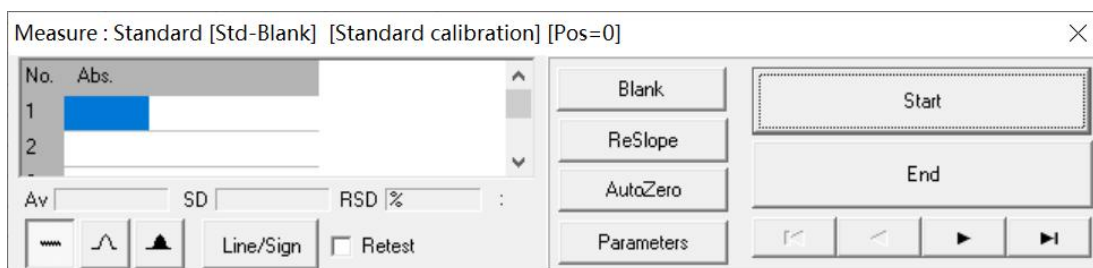 Measure : Standard [Std-Blank] [Standard calibration] [Pos=0]
No. Abs.
1
2
Av SD RSD % :
Line/Sign Retest
Blank
ReSlope
AutoZero
Parameters
Start
End